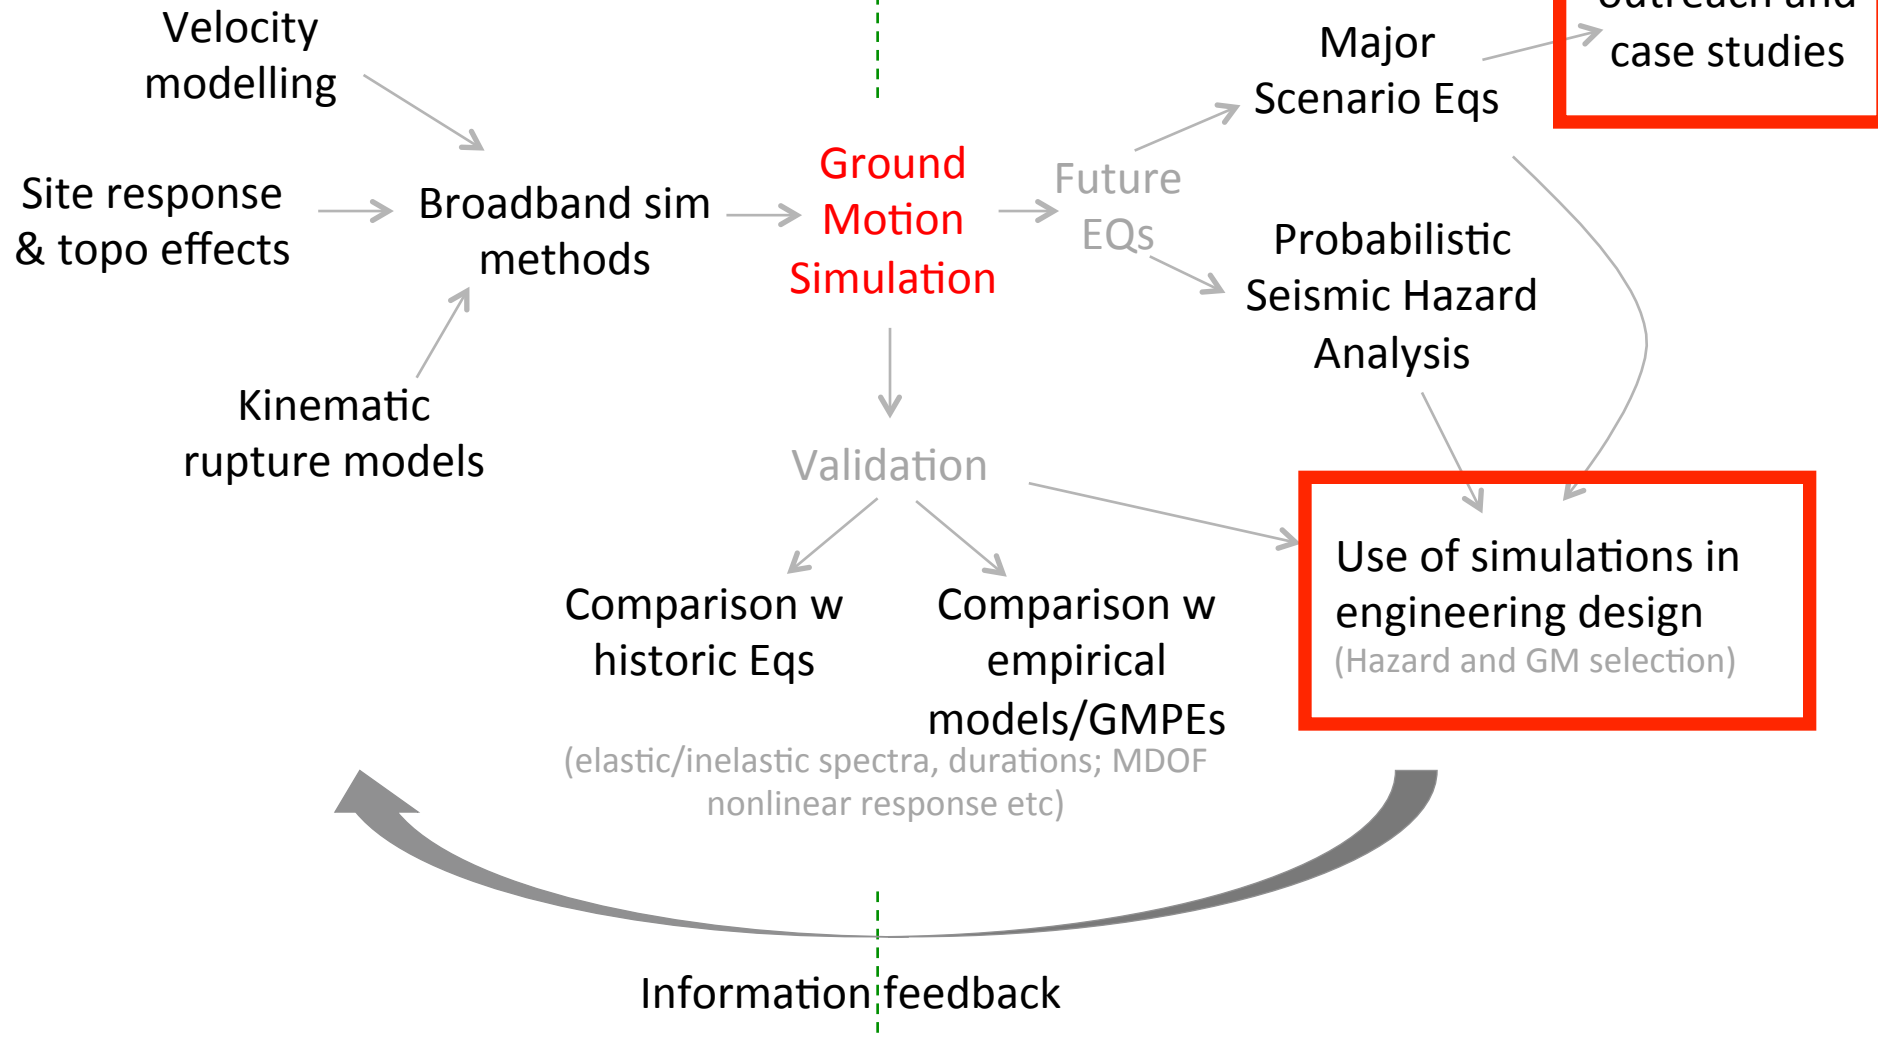 Velocity
modelling
Site response
& topo effects
Kinematic
rupture models
Broadband sim
methods
Ground
Motion
Simulation
Future
EQs
Major
Scenario Eqs
outreach and
case studies
Probabilistic
Seismic Hazard
Analysis
Validation
Comparison w
historic Eqs
Comparison w
empirical
models/GMPEs
(elastic/inelastic spectra, durations; MDOF
nonlinear response etc)
Use of simulations in
engineering design
(Hazard and GM selection)
Information feedback